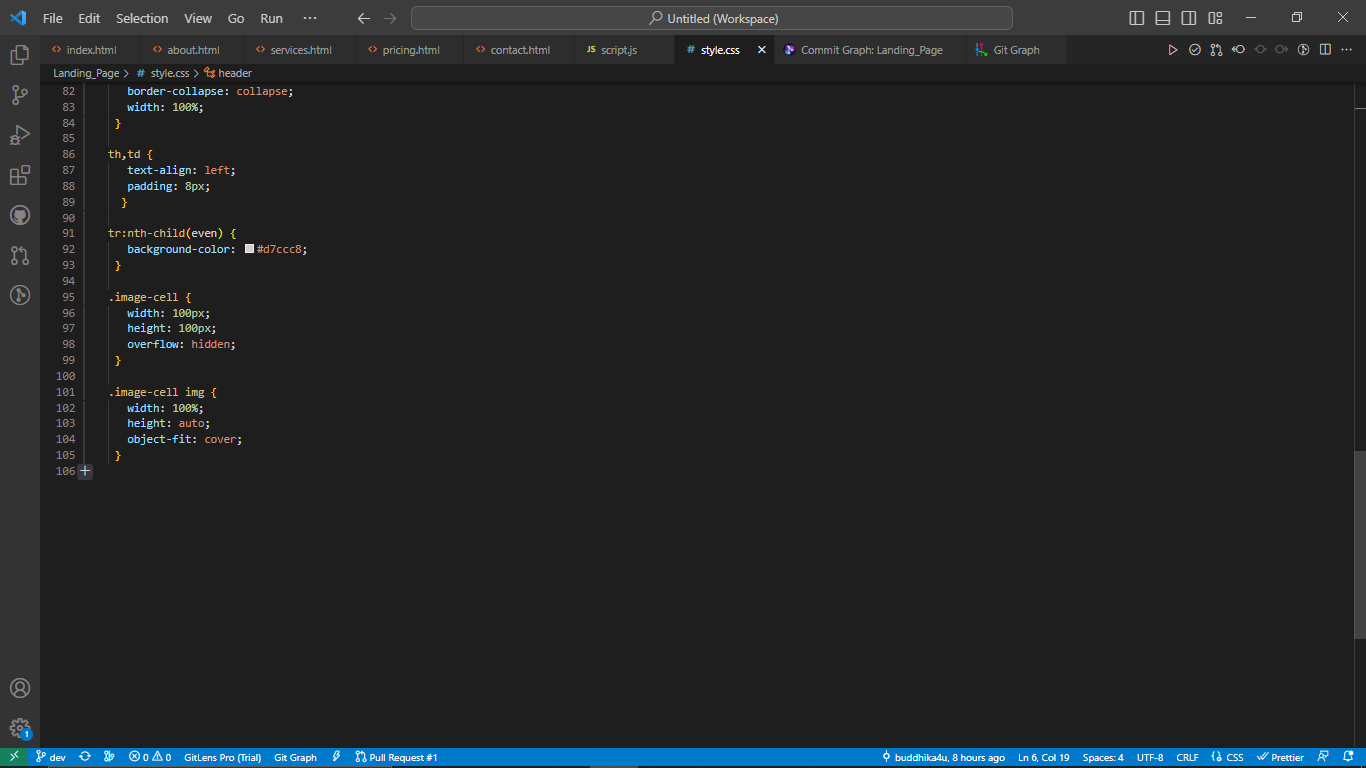 File Edit Selection View Go Run ··· Untitled (Workspace)
index.html about.html services.html pricing.html contact.html JS script.js # style.css Commit Graph: Landing_Page Git Graph
Landing_Page > # style.css > header
82 border-collapse: collapse;
83 width: 100%;
84 }
85
86 th,td {
87 text-align: left;
88 padding: 8px;
89 }
90
91 tr:nth-child(even) {
92 background-color: #d7ccc8;
93 }
94
95 .image-cell {
96 width: 100px;
97 height: 100px;
98 overflow: hidden;
99 }
100
101 .image-cell img {
102 width: 100%;
103 height: auto;
104 object-fit: cover;
105 }
106 +
1
dev 0 0 GitLens Pro (Trial) Git Graph Pull Request #1 buddhika4u, 8 hours ago Ln 6, Col 19 Spaces: 4 UTF-8 CRLF {} CSS Prettier